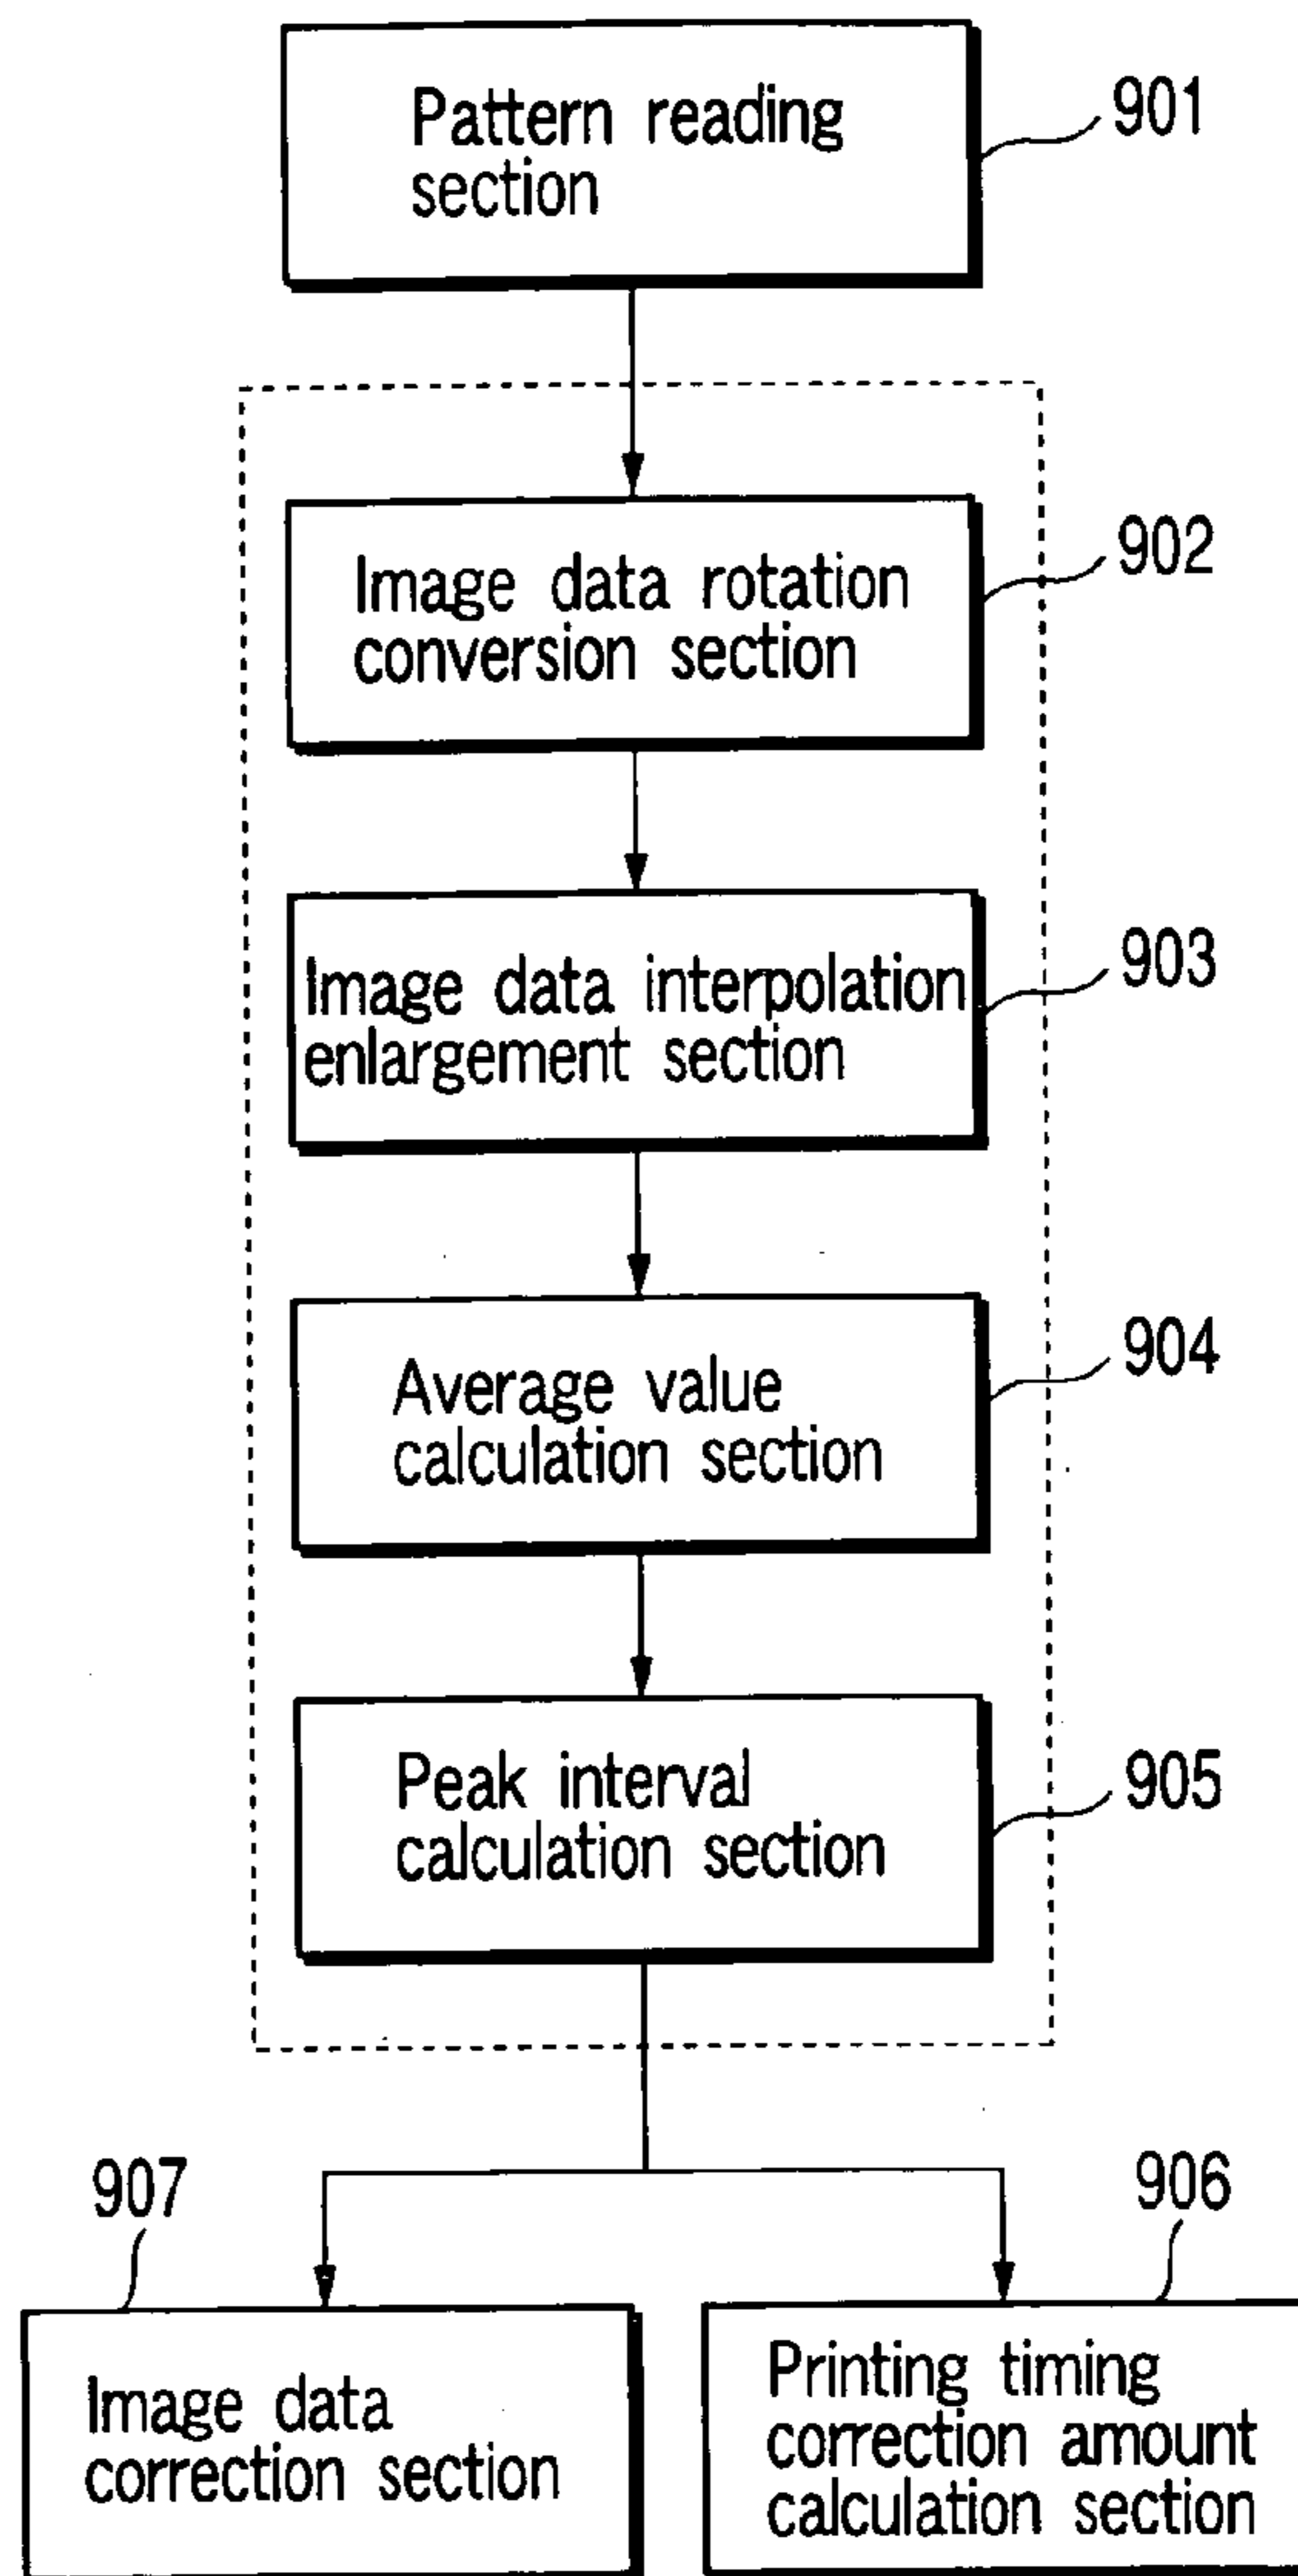 Pattern reading
section
901
Image data rotation
conversion section
902
Image data interpolation
enlargement section
903
Average value
calculation section
904
Peak interval
calculation section
905
907
906
Image data
correction section
Printing timing
correction amount
calculation section